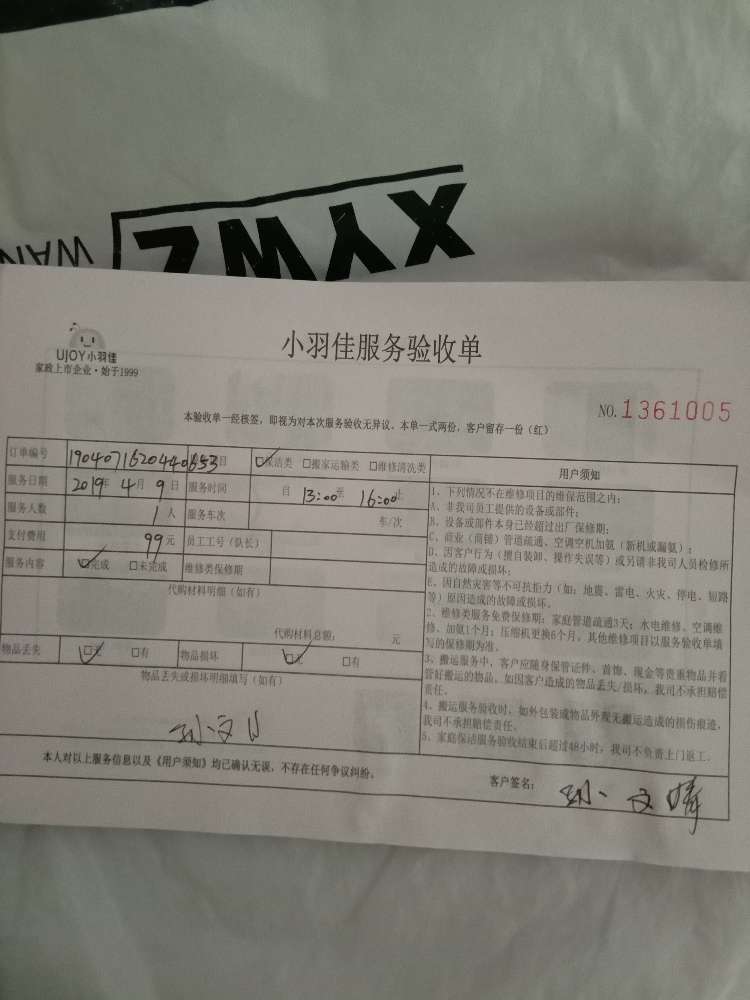 XYWZ
WAN
UJOY小羽佳
家政上市企业·始于1999
小羽佳服务验收单
NO.1361005
本验收单一经核签，即视为对本次服务验收无异议。本单一式两份，客户留存一份（红）
订单编号 1904071620440653 目 ☑保洁类 □搬家运输类 □维修清洗类
服务日期 2019年4月9日 服务时间 自 13:00至 16:00止
服务人数 1人 服务车次 车/次
支付费用 99元 员工工号（队长）
服务内容 ☑完成 □未完成 维修类保修期
代购材料明细（如有）
代购材料总额： 元
物品丢失 ☑无 □有 物品损坏 ☑无 □有
物品丢失或损坏明细填写（如有）
本人对以上服务信息以及《用户须知》均已确认无误，不存在任何争议纠纷。
用户须知
1、下列情况不在维修项目的维保范围之内：
A、非我司员工提供的设备或部件；
B、设备或部件本身已经超过出厂保修期；
C、商业（商铺）管道疏通、空调空机加氨（新机或漏氨）；
D、因客户行为（擅自装卸、操作失误等）或另请非我司人员检修所
造成的故障或损坏；
E、因自然灾害等不可抗拒力（如：地震、雷电、火灾、停电、短路
等）原因造成的故障或损坏。
2、维修类服务免费保修期：家庭管道疏通3天；水电维修、空调维
修、加氨1个月；压缩机更换6个月，其他维修项目以服务验收单填
写的保修期为准。
3、搬运服务中，客户应随身保管证件、首饰、现金等贵重物品并看
管好搬运的物品。如因客户造成的物品丢失/损坏，我司不承担赔偿
责任。
4、搬运服务验收时，如外包装或物品外观无搬运造成的损伤痕迹，
我司不承担赔偿责任。
5、家庭保洁服务验收结束后超过48小时，我司不负责上门返工。
客户签名： 孙文晴